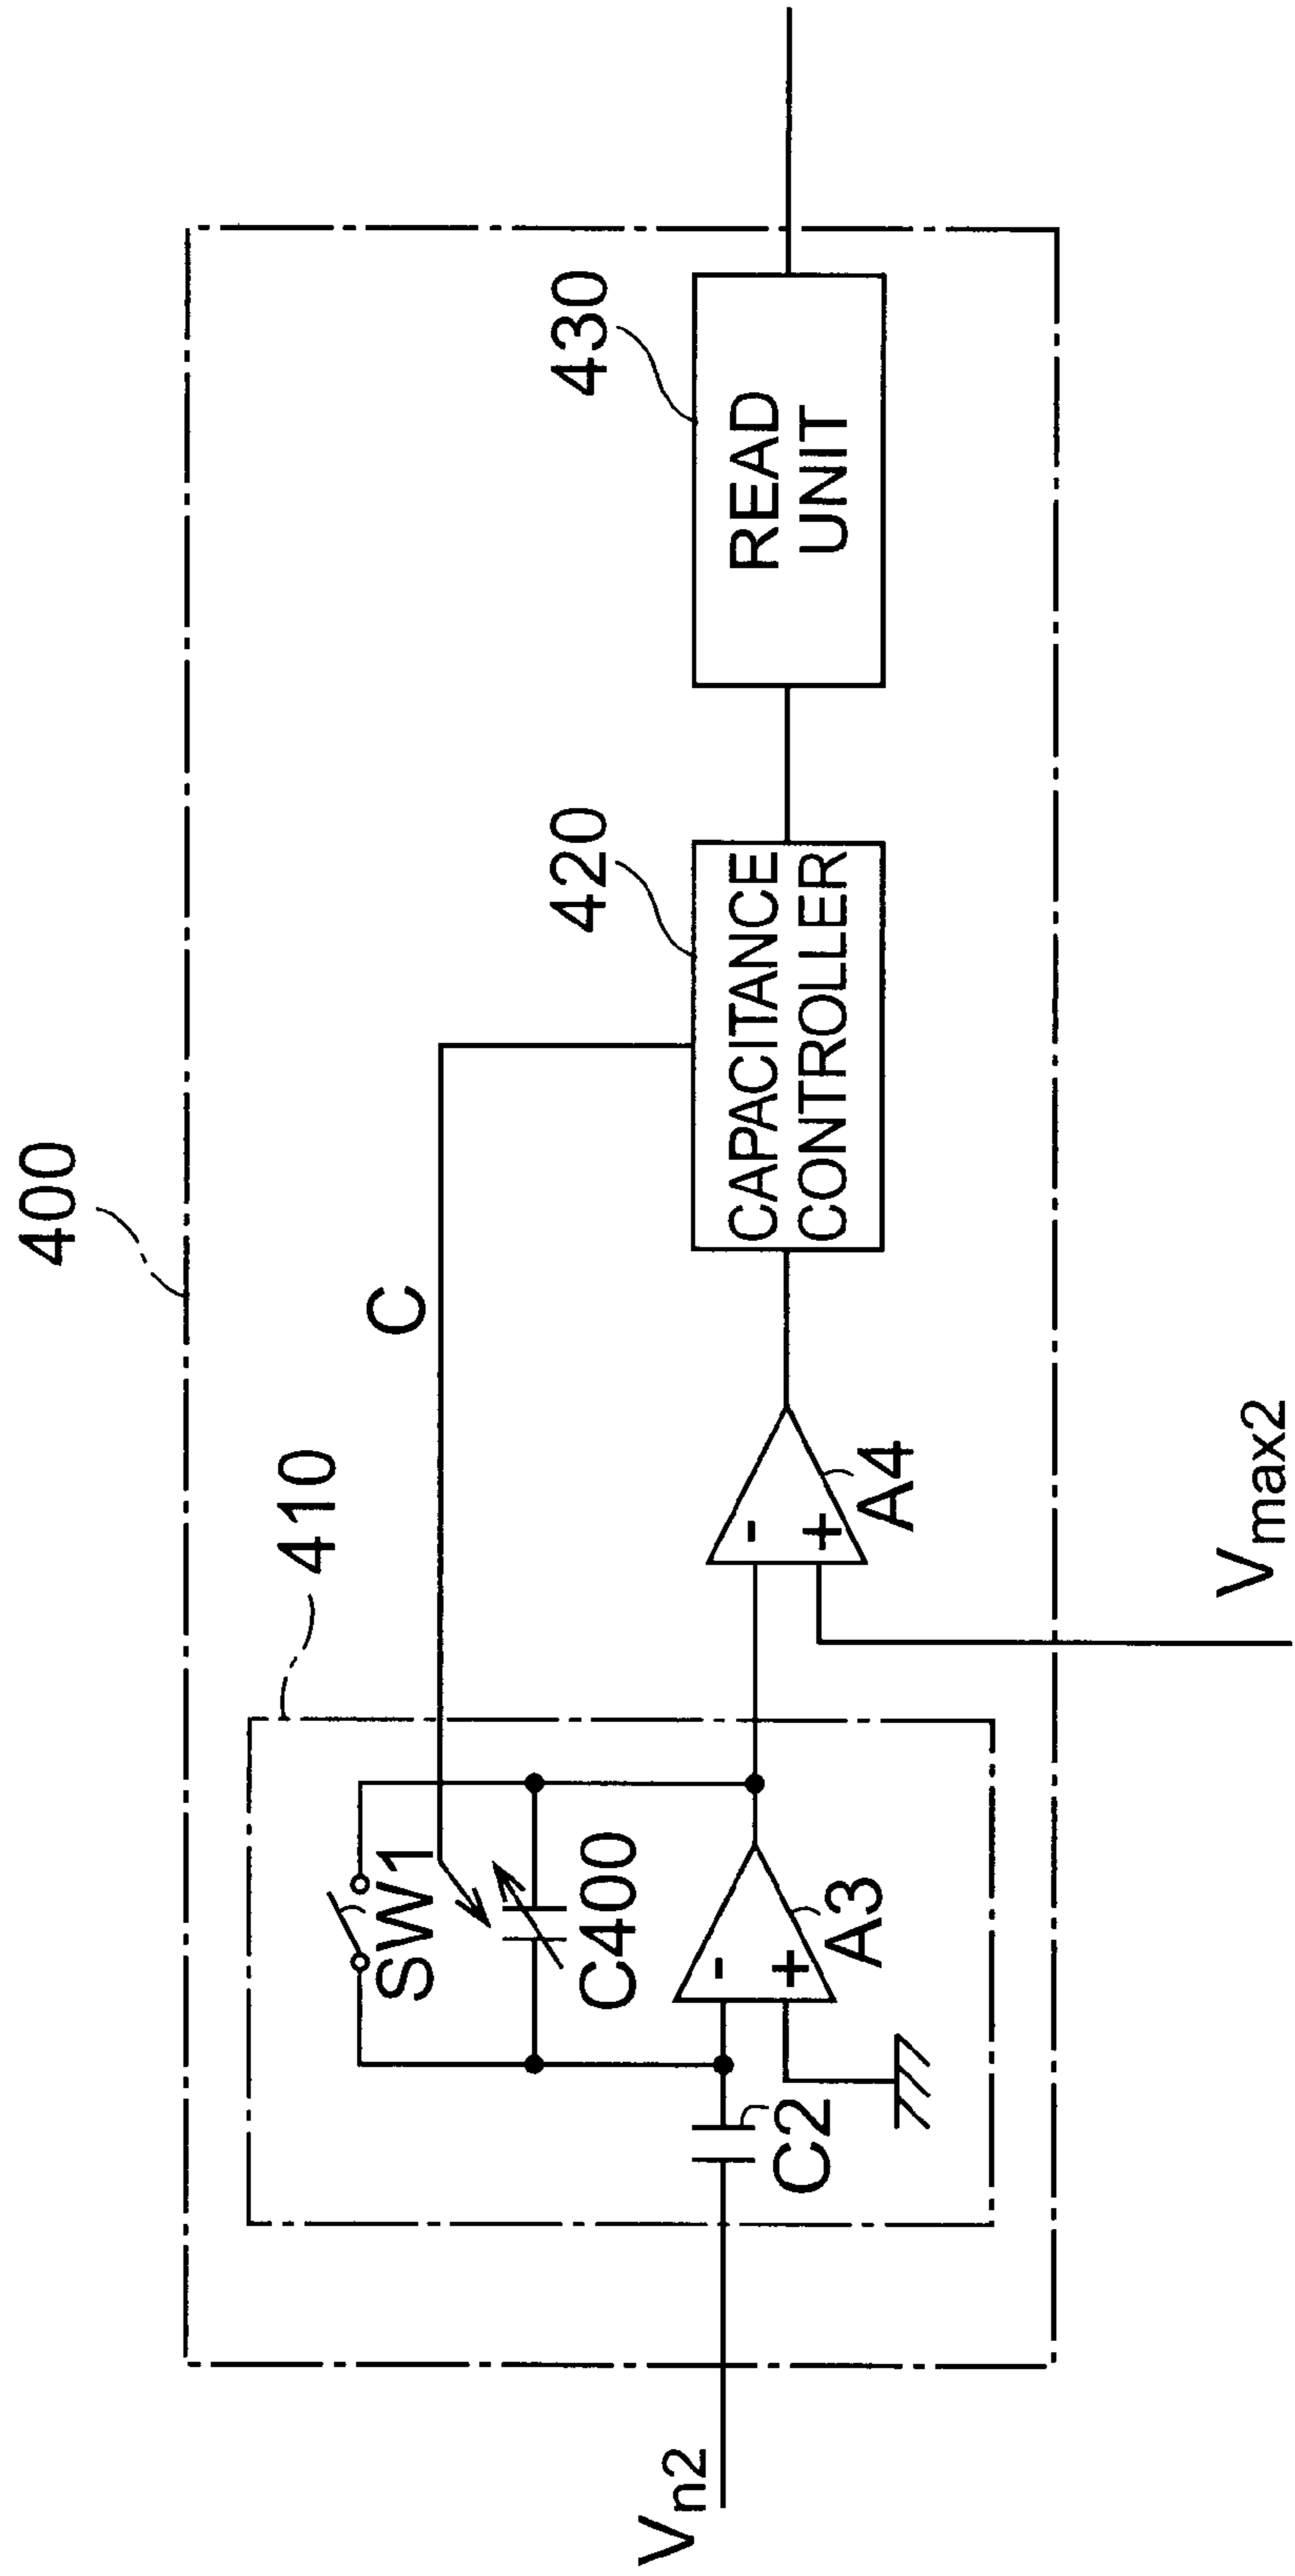 400
410
C
420
430
SW1
C400
CAPACITANCE
CONTROLLER
READ
UNIT
Vn2
C2
-
+
A3
-
+
A4
Vmax2